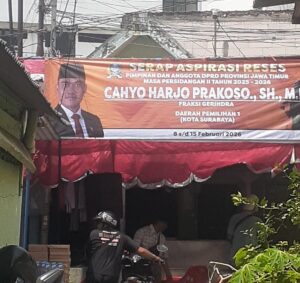 SERAP ASPIRASI RESES
PIMPINAN DAN ANGGOTA DPRD PROVINSI JAWA TIMUR
MASA PERSIDANGAN II TAHUN 2025 - 2026
CAHYO HARJO PRAKOSO., SH., M.
FRAKSI GERINDRA
DAERAH PEMILIHAN 1
(KOTA SURABAYA)
8 s/d 15 Februari 2026